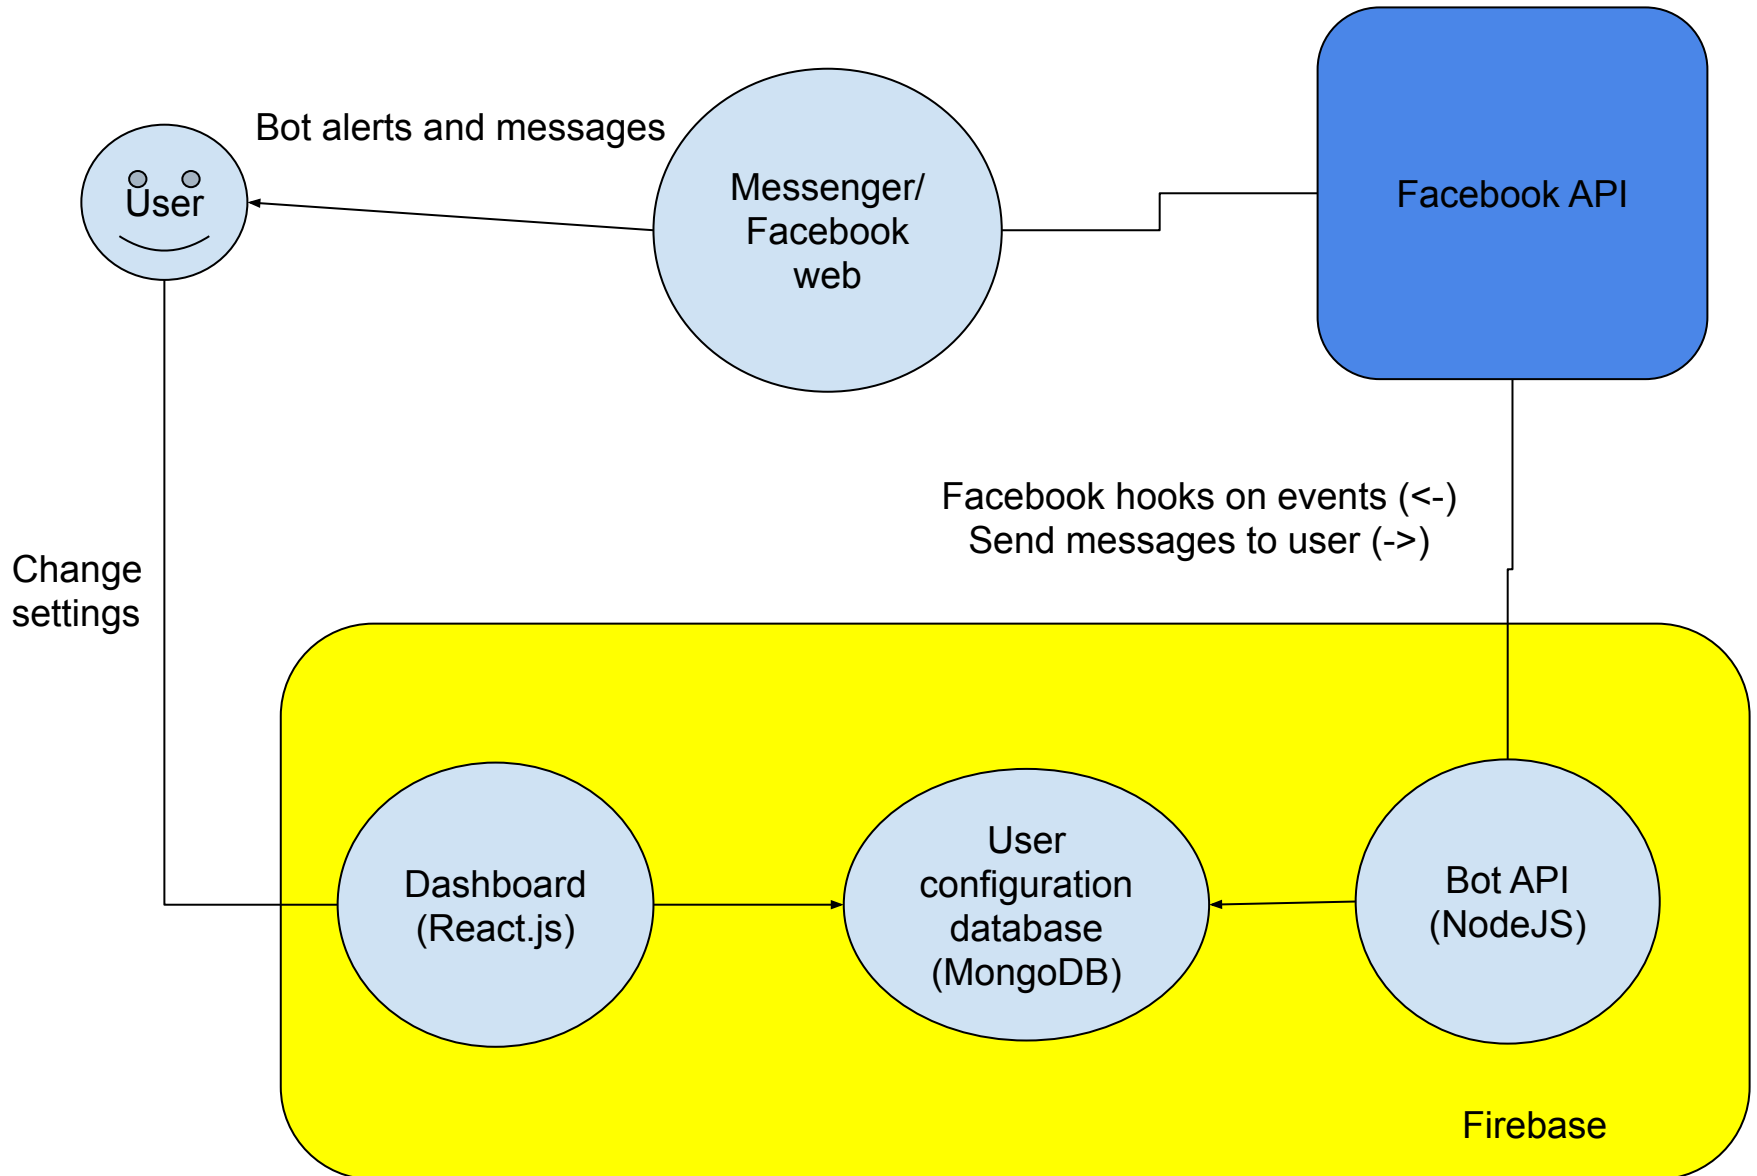 Bot alerts and messages
User
Messenger/
Facebook
web
Facebook API
Facebook hooks on events (<-)
Send messages to user (->)
Change
settings
Dashboard
(React.js)
User
configuration
database
(MongoDB)
Bot API
(NodeJS)
Firebase